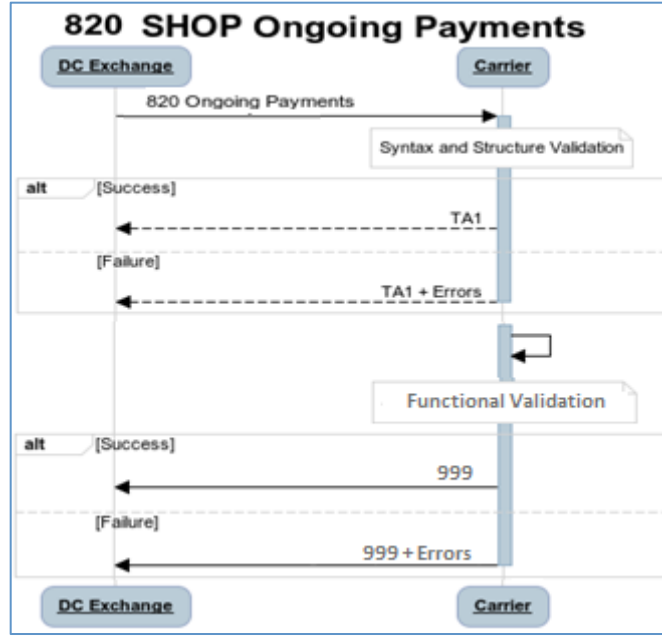 820 SHOP Ongoing Payments
DC Exchange
Carrier
820 Ongoing Payments
Syntax and Structure Validation
alt
[Success]
TA1
[Failure]
TA1 + Errors
Functional Validation
alt
[Success]
999
[Failure]
999 + Errors
DC Exchange
Carrier